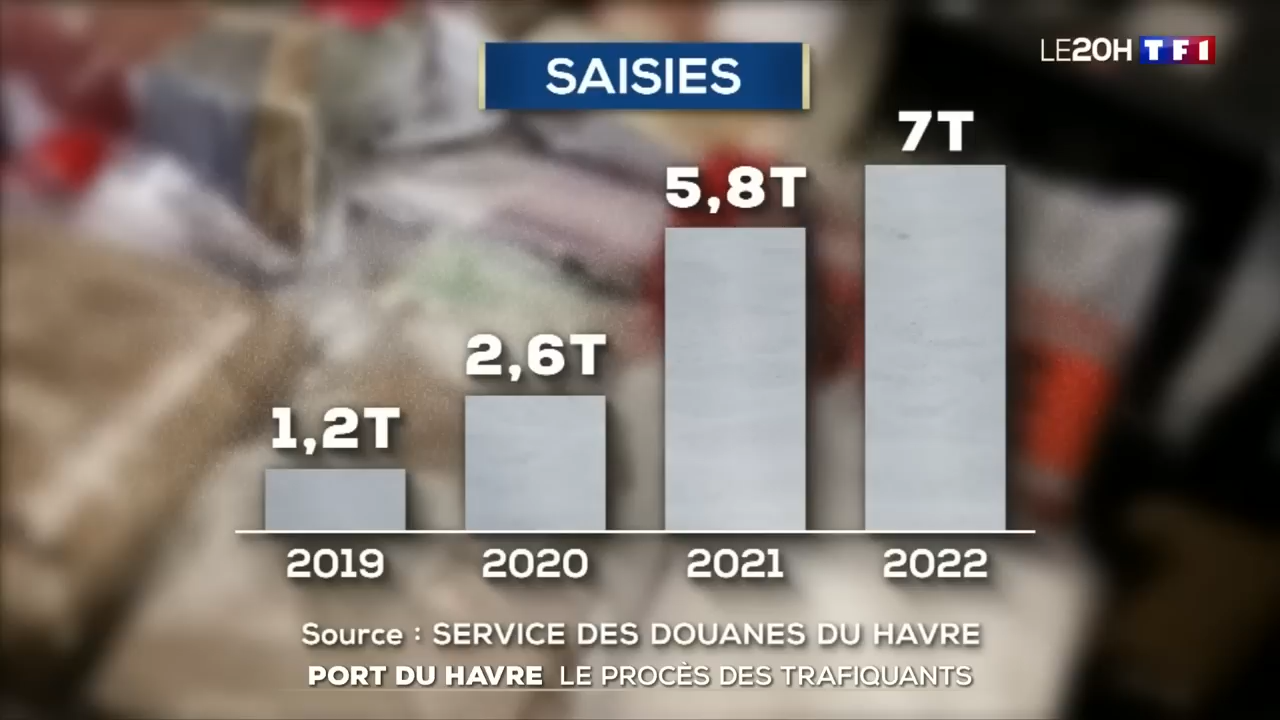 LE20H TF1
SAISIES
7T
5,8T
2,6T
1,2T
2019 2020 2021 2022
Source : SERVICE DES DOUANES DU HAVRE
PORT DU HAVRE LE PROCÈS DES TRAFIQUANTS